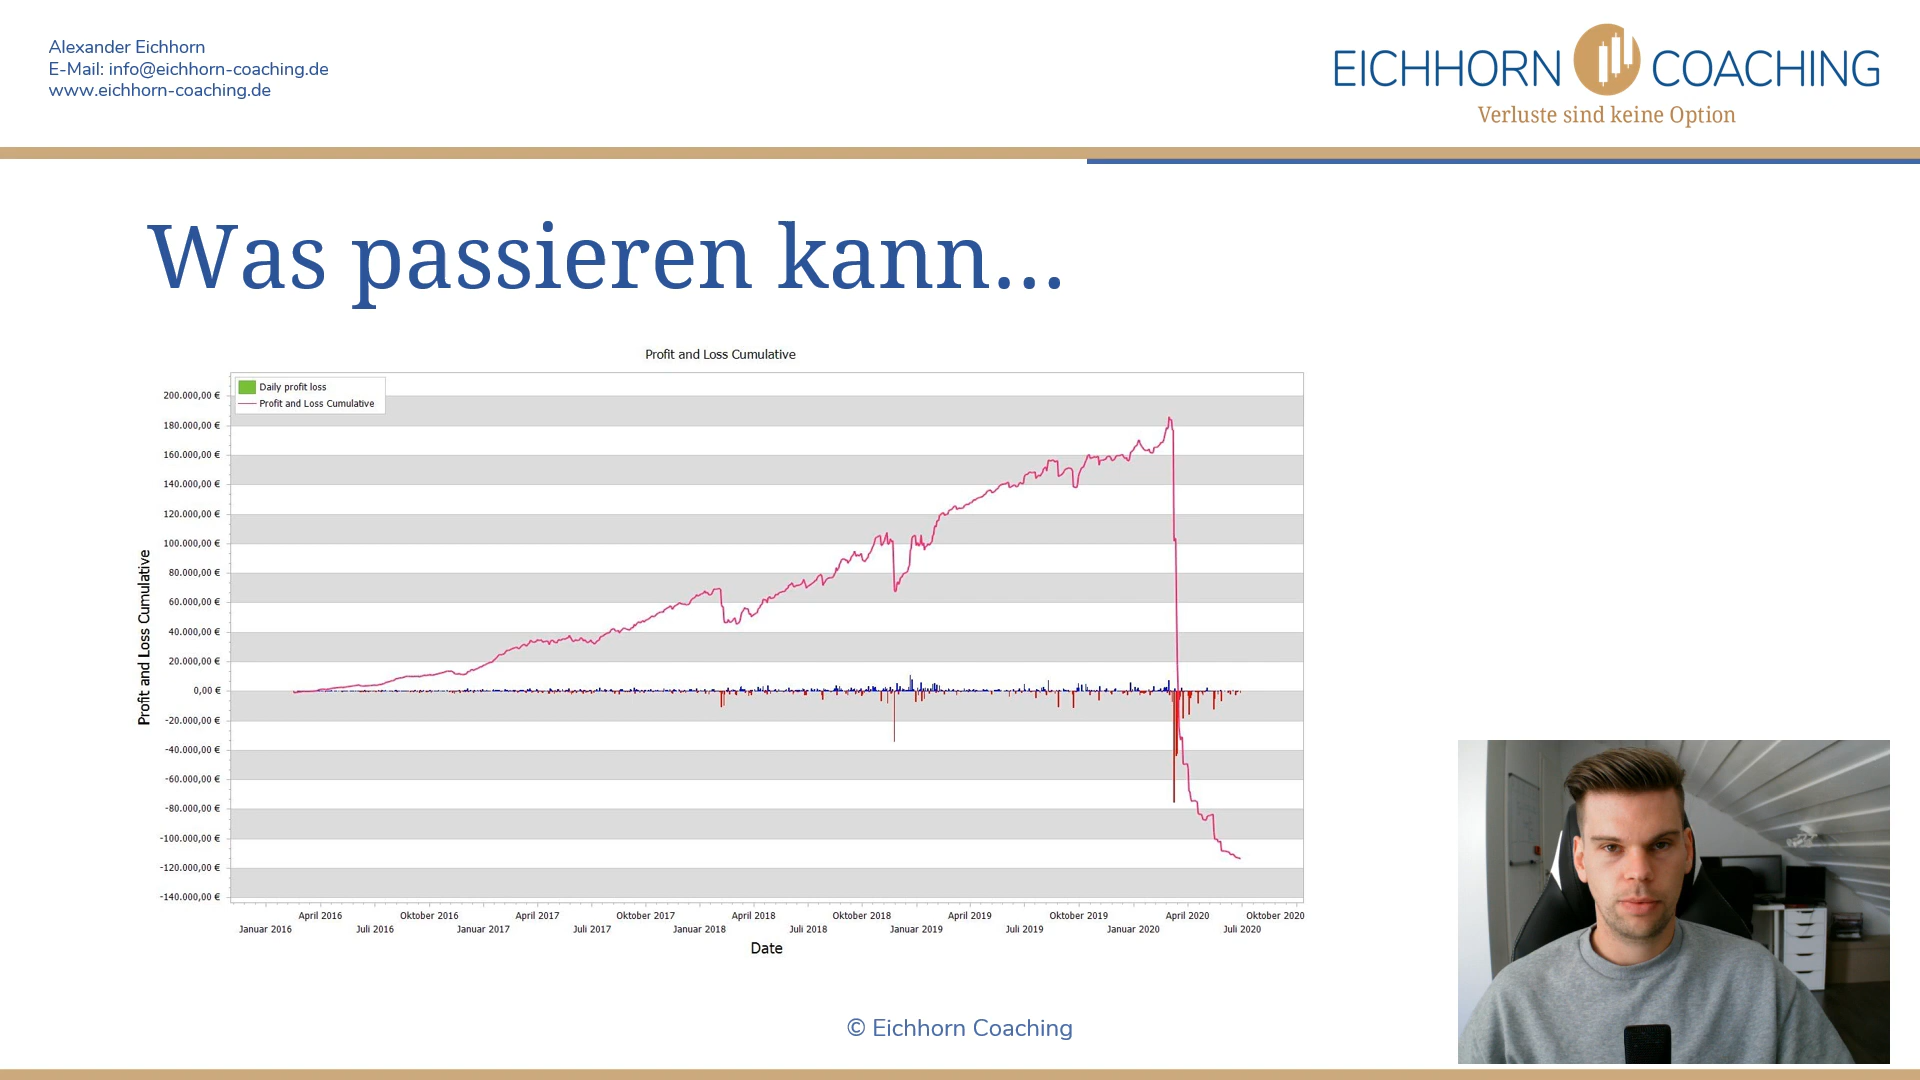 Alexander Eichhorn
E-Mail: info@eichhorn-coaching.de
www.eichhorn-coaching.de
EICHHORN COACHING
Verluste sind keine Option
Was passieren kann...
Profit and Loss Cumulative
Daily profit loss
Profit and Loss Cumulative
200.000,00 €
180.000,00 €
160.000,00 €
140.000,00 €
120.000,00 €
100.000,00 €
80.000,00 €
60.000,00 €
40.000,00 €
20.000,00 €
0,00 €
-20.000,00 €
-40.000,00 €
-60.000,00 €
-80.000,00 €
-100.000,00 €
-120.000,00 €
-140.000,00 €
Profit and Loss Cumulative
April 2016 Oktober 2016 April 2017 Oktober 2017 April 2018 Oktober 2018 April 2019 Oktober 2019 April 2020 Oktober 2020
Januar 2016 Juli 2016 Januar 2017 Juli 2017 Januar 2018 Juli 2018 Januar 2019 Juli 2019 Januar 2020 Juli 2020
Date
© Eichhorn Coaching